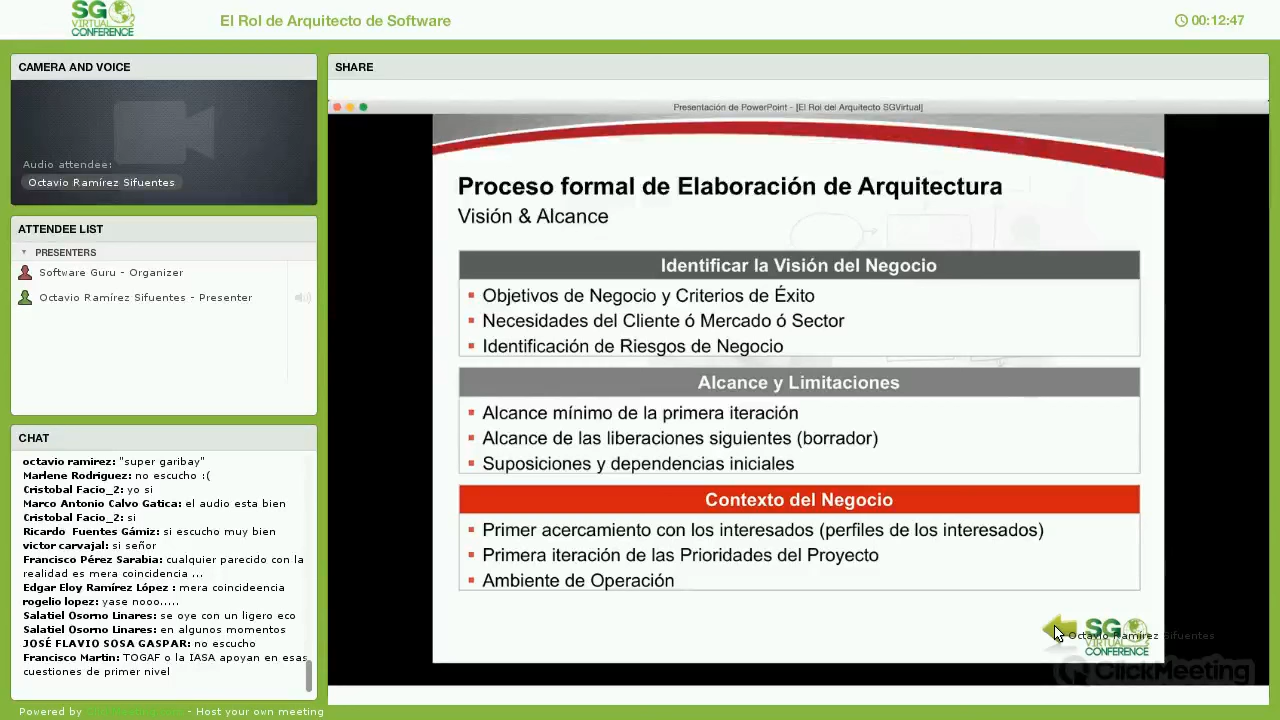 SG
VIRTUAL
CONFERENCE
El Rol de Arquitecto de Software
00:12:47
CAMERA AND VOICE
Audio attendee:
Octavio Ramírez Sifuentes
ATTENDEE LIST
PRESENTERS
Software Guru - Organizer
Octavio Ramírez Sifuentes - Presenter
CHAT
octavio ramirez: "super garibay"
Marlene Rodriguez: no escucho :(
Cristobal Facio_2: yo si
Marco Antonio Calvo Gatica: el audio esta bien
Cristobal Facio_2: si
Ricardo Fuentes Gámiz: si escucho muy bien
victor carvajal: si señor
Francisco Pérez Sarabia: cualquier parecido con la
realidad es mera coincidencia ...
Edgar Eloy Ramírez López : mera coincideencia
rogelio lopez: yase nooo.....
Salatiel Osorno Linares: se oye con un ligero eco
Salatiel Osorno Linares: en algunos momentos
JOSÉ FLAVIO SOSA GASPAR: no escucho
Francisco Martin: TOGAF o la IASA apoyan en esas
cuestiones de primer nivel
Powered by - Host your own meeting
SHARE
Presentación de PowerPoint - [El Rol del Arquitecto SGVirtual]
Proceso formal de Elaboración de Arquitectura
Visión & Alcance
Identificar la Visión del Negocio
Objetivos de Negocio y Criterios de Éxito
Necesidades del Cliente ó Mercado ó Sector
Identificación de Riesgos de Negocio
Alcance y Limitaciones
Alcance mínimo de la primera iteración
Alcance de las liberaciones siguientes (borrador)
Suposiciones y dependencias iniciales
Contexto del Negocio
Primer acercamiento con los interesados (perfiles de los interesados)
Primera iteración de las Prioridades del Proyecto
Ambiente de Operación
Octavio Ramírez Sifuentes
SG
VIRTUAL
CONFERENCE
ClickMeeting